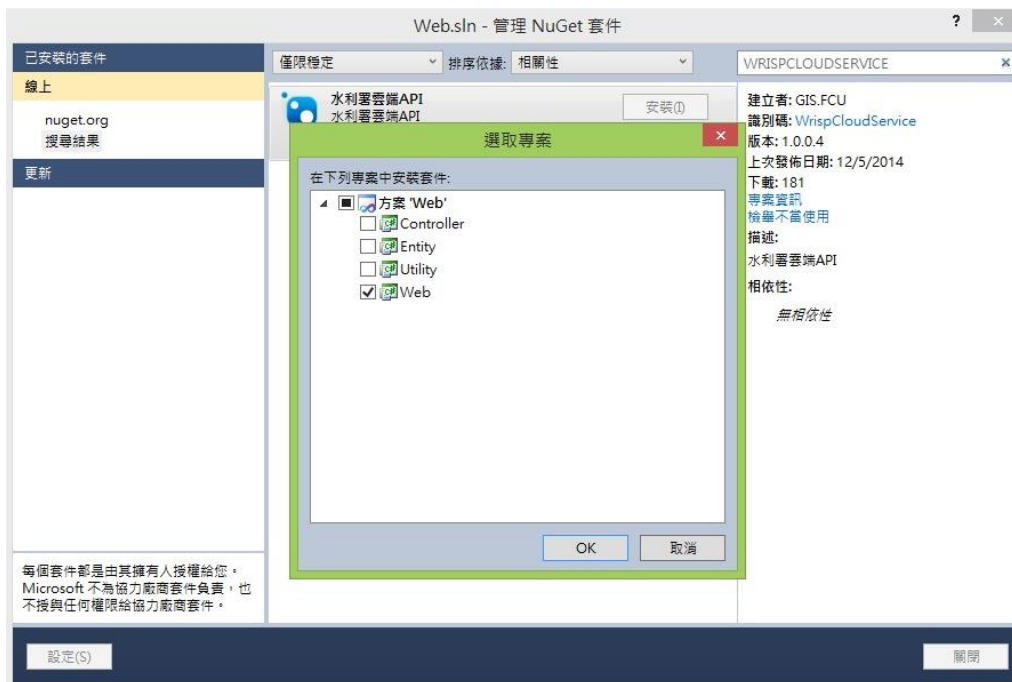 Web.sln - 管理 NuGet 套件
?
已安裝的套件
線上
nuget.org
搜尋結果
更新
每個套件都是由其擁有人授權給您。
Microsoft 不為協力廠商套件負責，也
不授與任何權限給協力廠商套件。
僅限穩定
排序依據: 相關性
水利署雲端API
水利署雲端API
安裝(I)
選取專案
在下列專案中安裝套件:
方案 'Web'
Controller
Entity
Utility
Web
OK
取消
WRISPCLOUDSERVICE
建立者: GIS.FCU
識別碼: WrispCloudService
版本: 1.0.0.4
上次發佈日期: 12/5/2014
下載: 181
專案資訊
檢舉不當使用
描述:
水利署雲端API
相依性:
無相依性
設定(S)
關閉